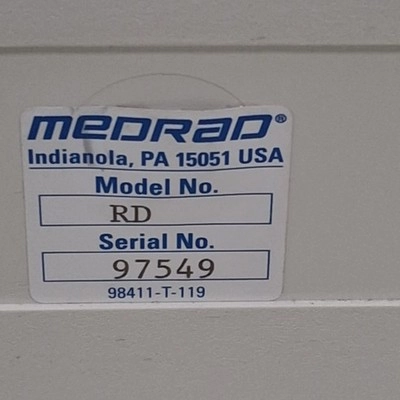 MEDRAD®
Indianola, PA 15051 USA
Model No.
RD
Serial No.
97549
98411-T-119